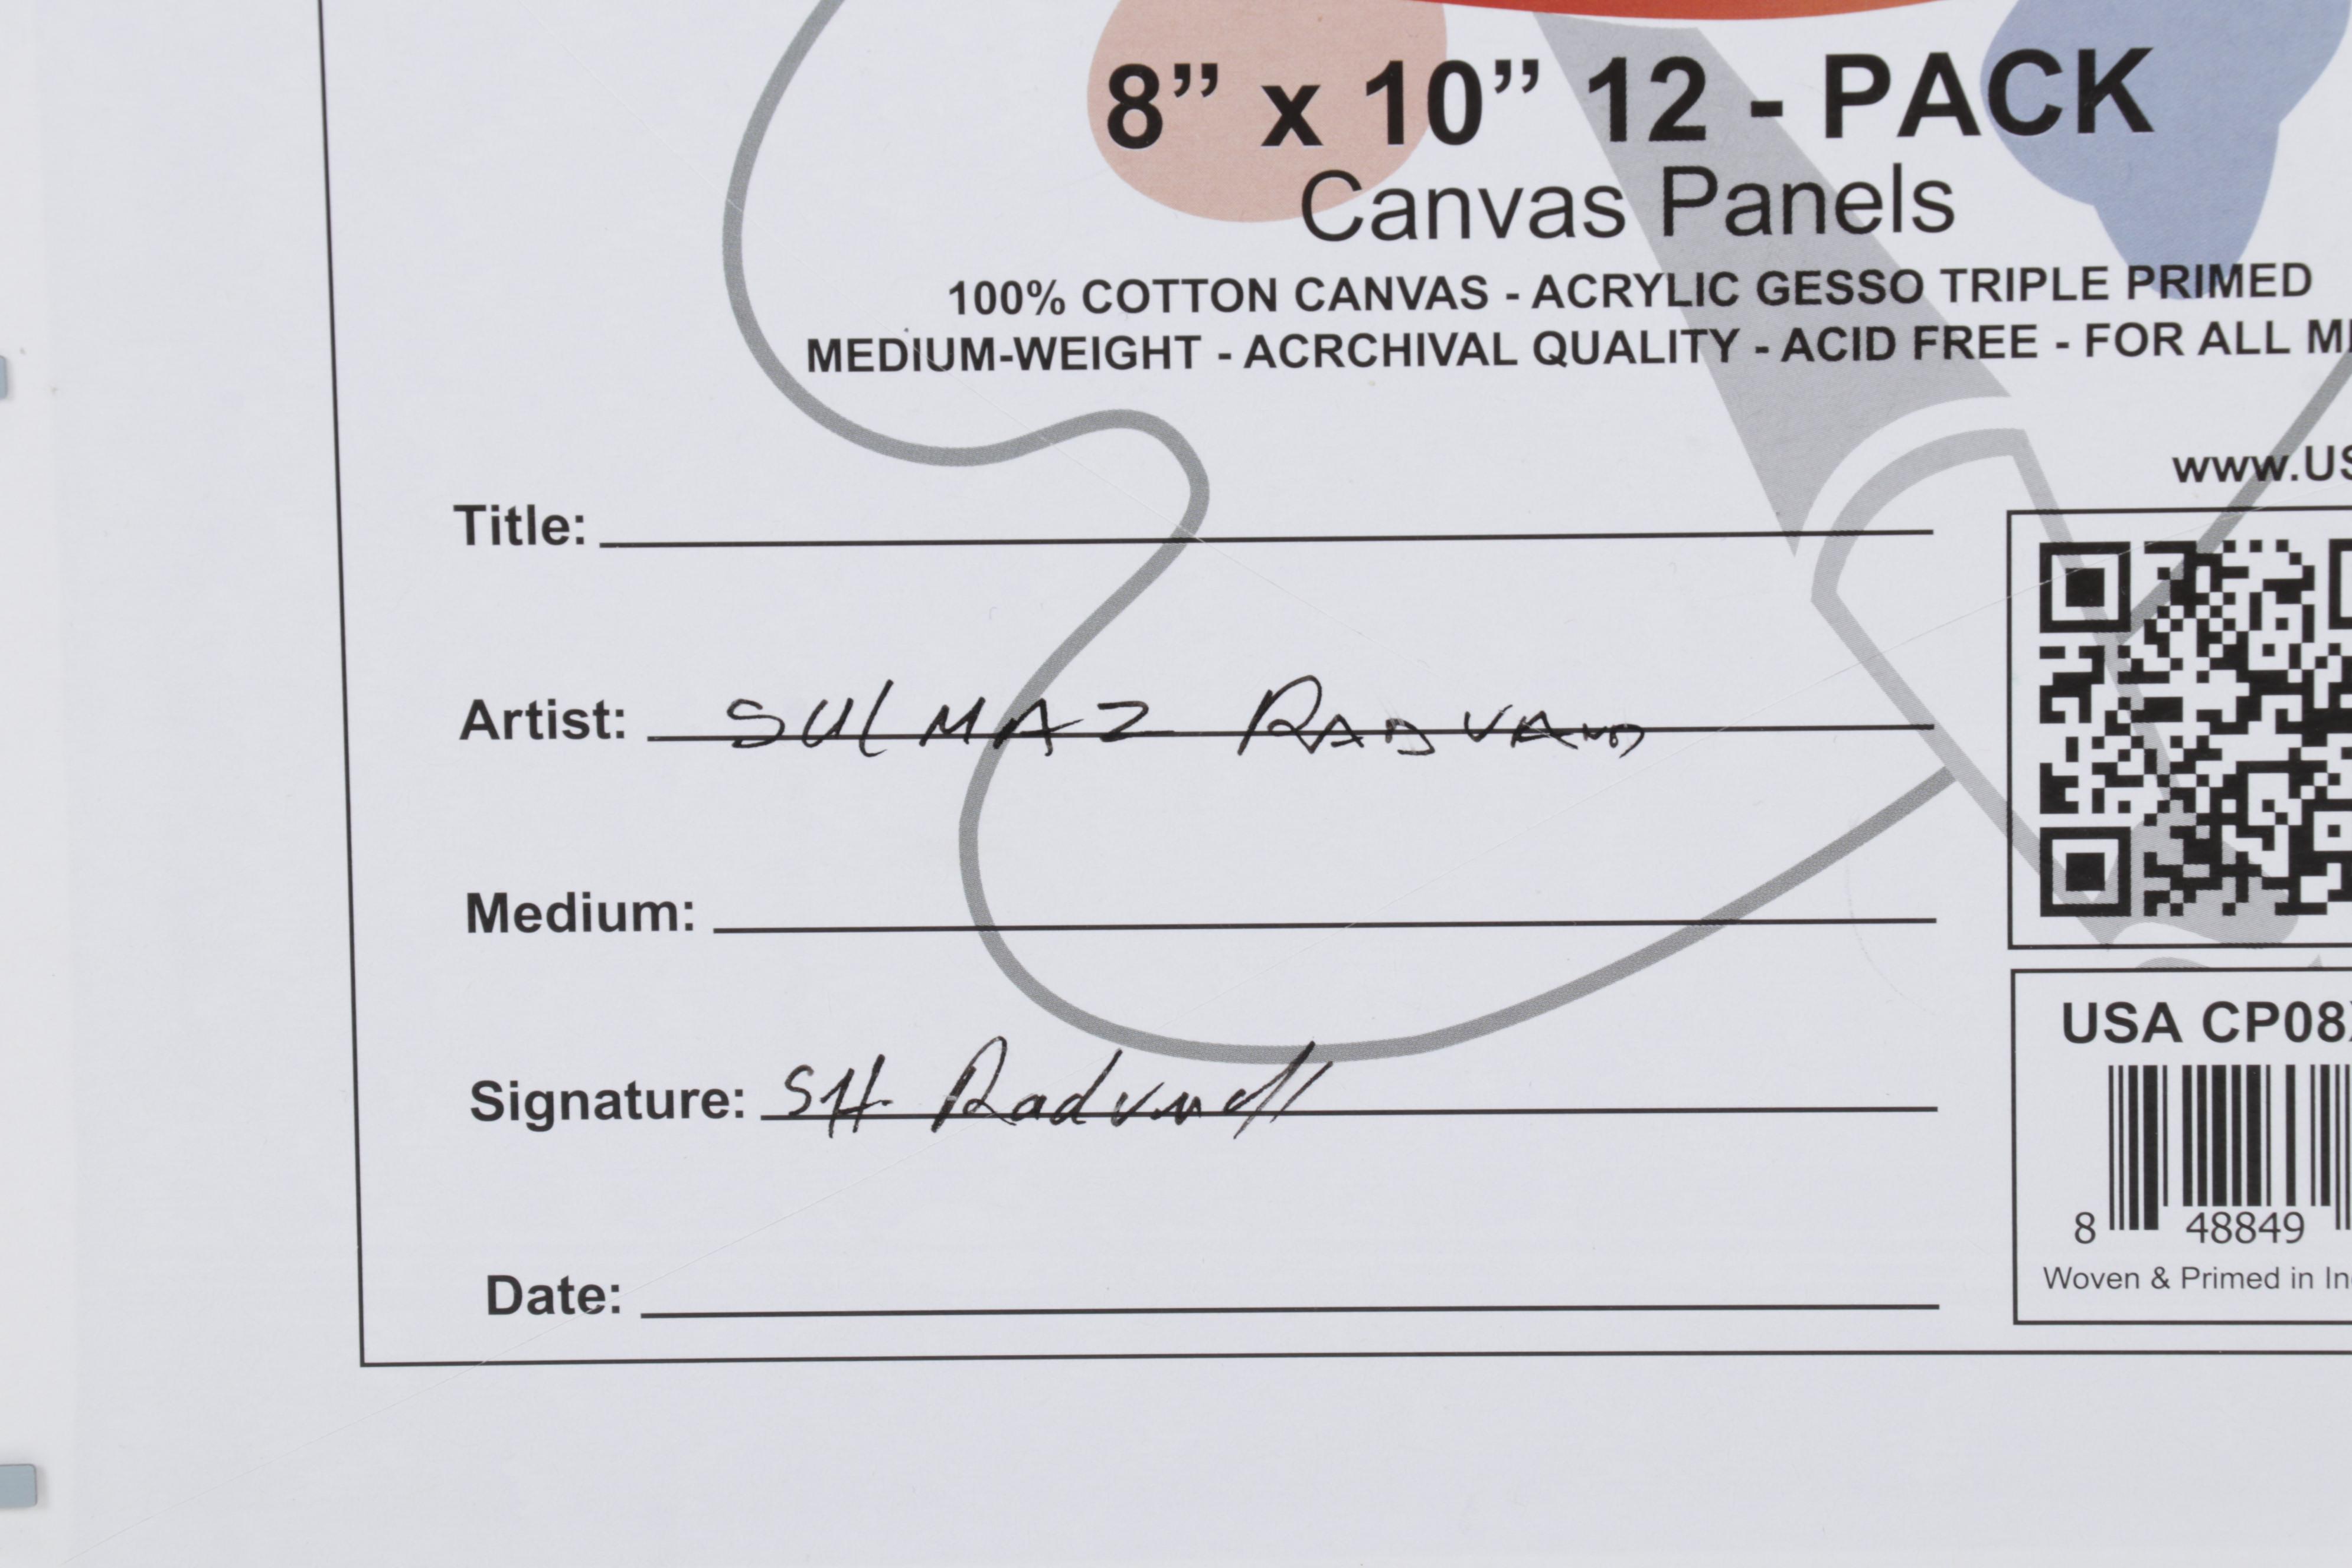 8” x 10” 12 - PACK
Canvas Panels
100% COTTON CANVAS - ACRYLIC GESSO TRIPLE PRIMED
MEDIUM-WEIGHT - ACRCHIVAL QUALITY - ACID FREE - FOR ALL
www.US
Title:
Artist: SULMAZ RADVAND
Medium:
Signature: SH Radvnd
Date:
USA CP08
8 48849
Woven & Primed in In